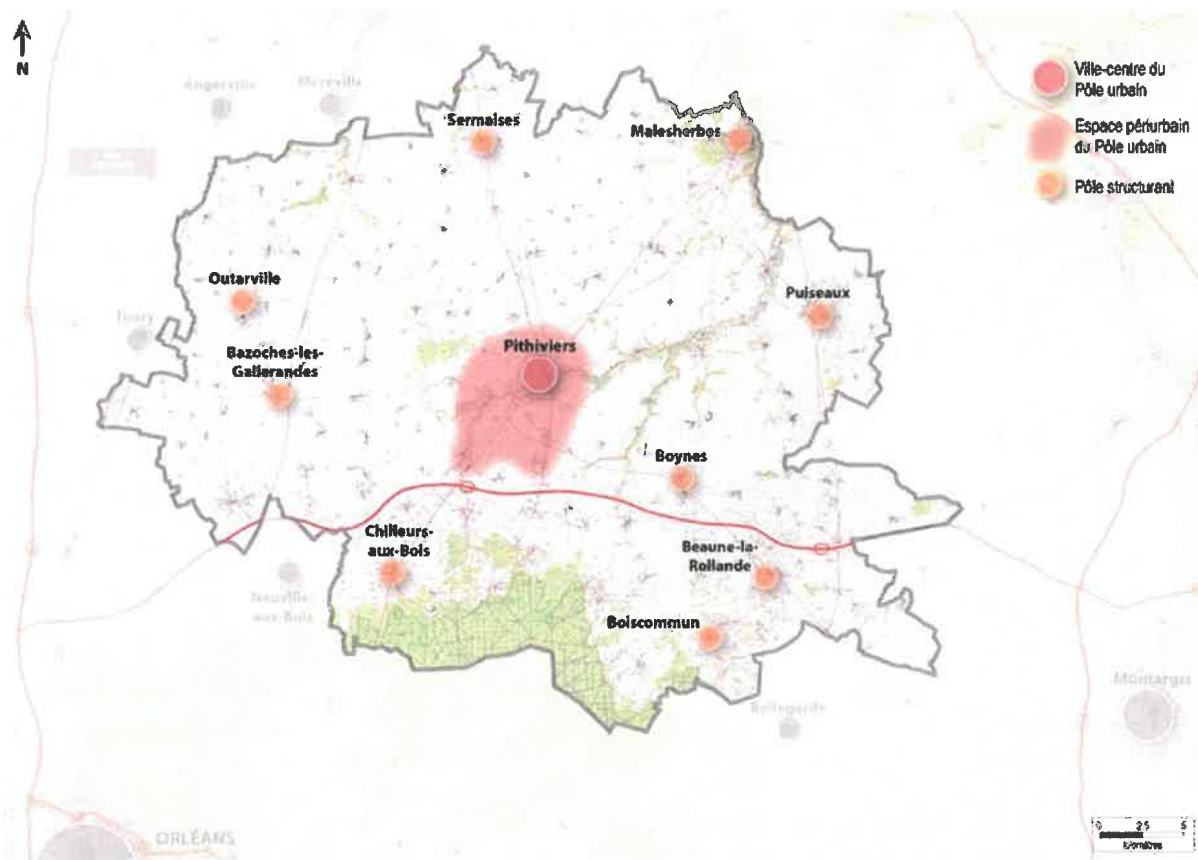 N
Angerville
Méréville
Sermaises
Malesherbes
Ville-centre du
Pôle urbain
Espace périurbain
du Pôle urbain
Pôle structurant
Outarville
Toury
Puiseaux
Pithiviers
Bazoches-les-
Gallerandes
Boynes
Chilleurs-
aux-Bois
Beaune-la-
Rollande
Neuville-
aux-Bois
Boiscommun
Bellegarde
Montargis
ORLÉANS
0 2.5 5
kilomètres